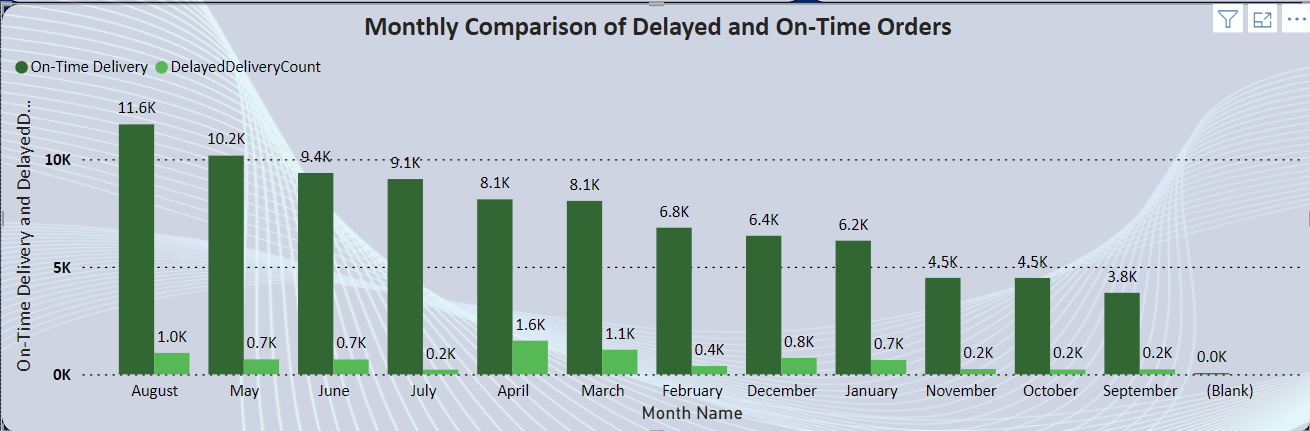 Monthly Comparison of Delayed and On-Time Orders
On-Time Delivery DelayedDeliveryCount
On-Time Delivery and DelayedD...
10K
5K
0K
11.6K
1.0K
10.2K
0.7K
9.4K
0.7K
9.1K
0.2K
8.1K
1.6K
8.1K
1.1K
6.8K
0.4K
6.4K
0.8K
6.2K
0.7K
4.5K
0.2K
4.5K
0.2K
3.8K
0.2K
0.0K
August May June July April March February December January November October September (Blank)
Month Name